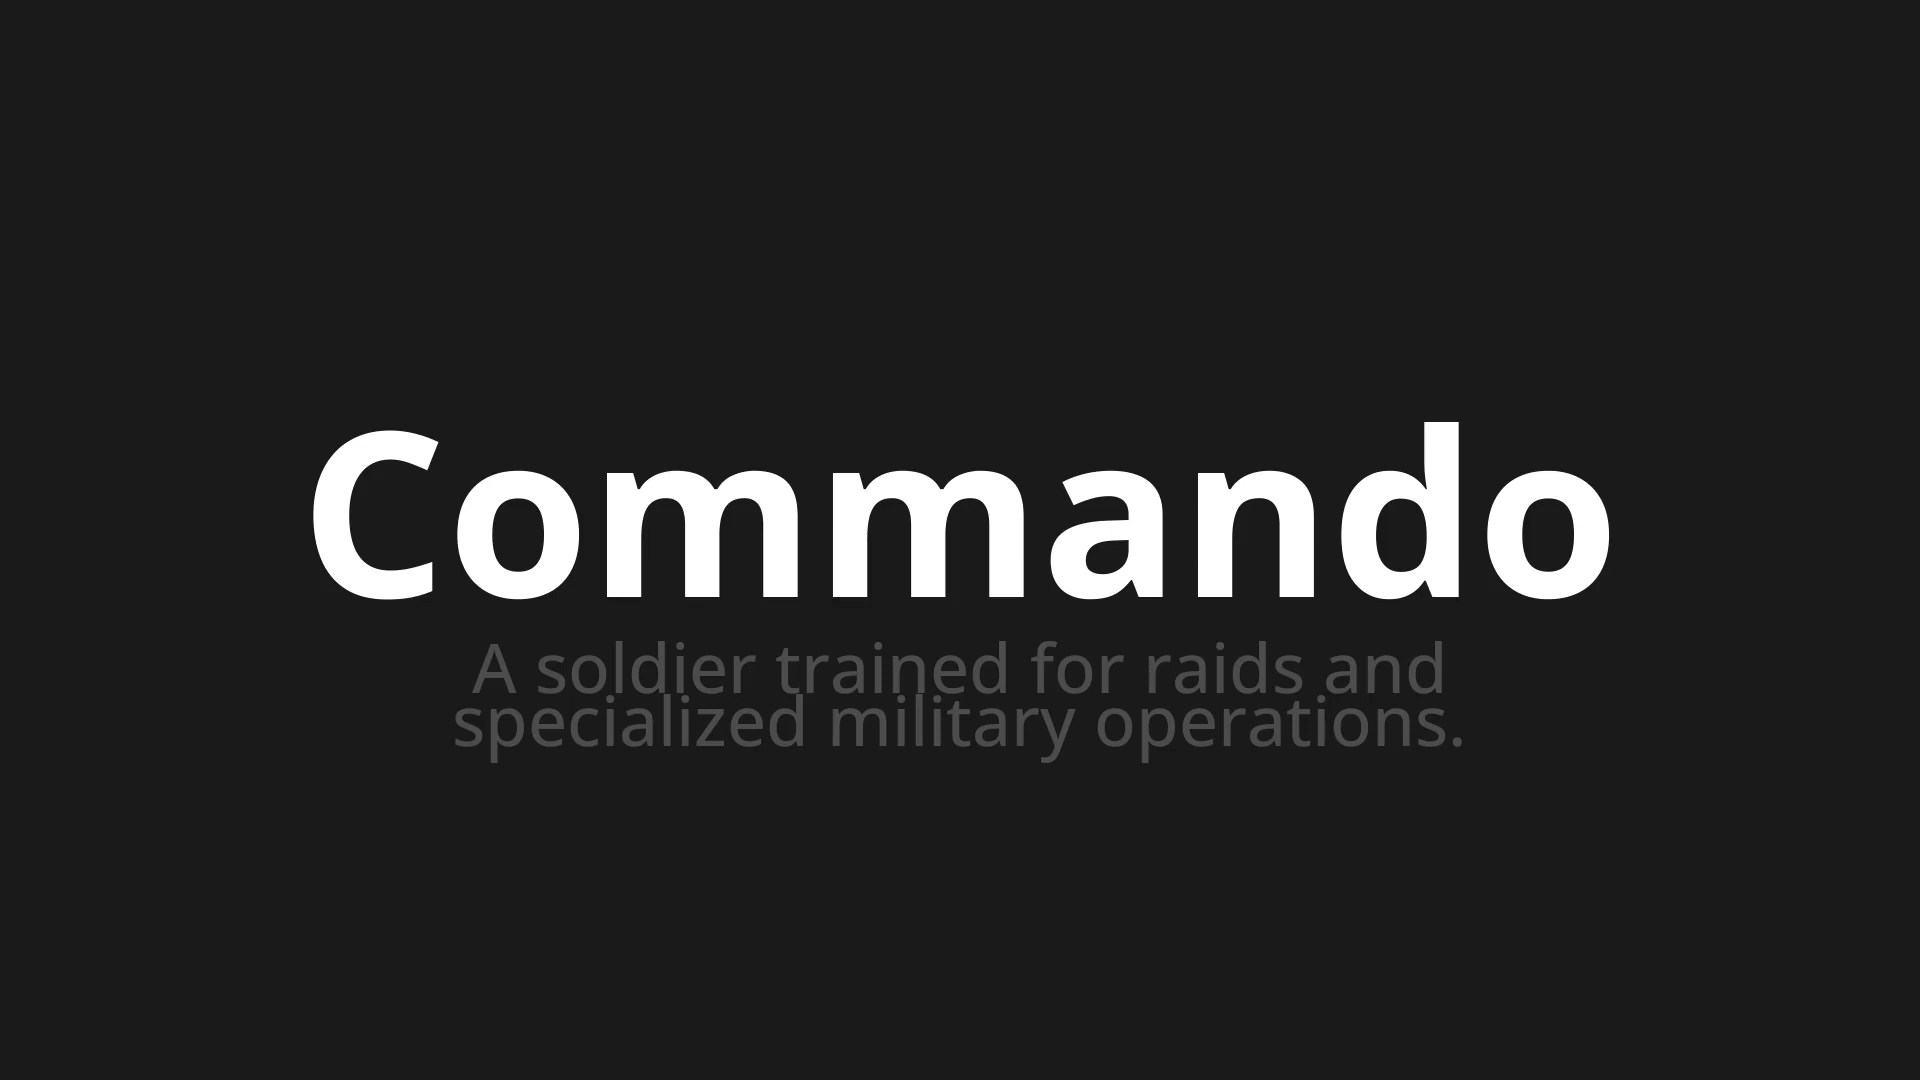 Commando
A soldier trained for raids and
specialized military operations.